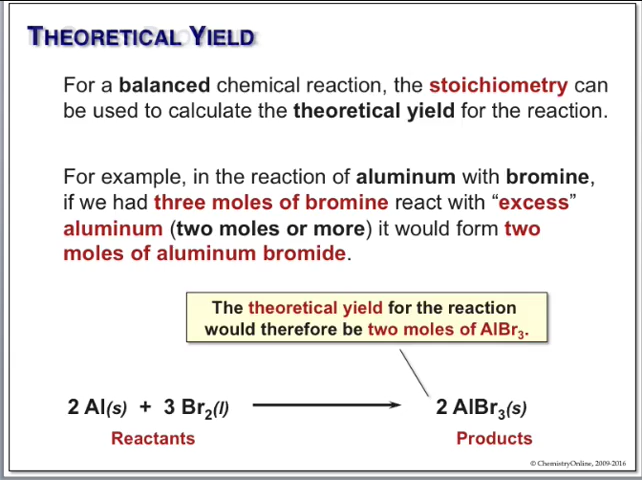 THEORETICAL YIELD
For a balanced chemical reaction, the stoichiometry can
be used to calculate the theoretical yield for the reaction.
For example, in the reaction of aluminum with bromine,
if we had three moles of bromine react with “excess”
aluminum (two moles or more) it would form two
moles of aluminum bromide.
The theoretical yield for the reaction
would therefore be two moles of AlBr₃.
2 Al(s) + 3 Br₂(l) ⟶ 2 AlBr₃(s)
Reactants Products
© ChemistryOnline, 2009-2016